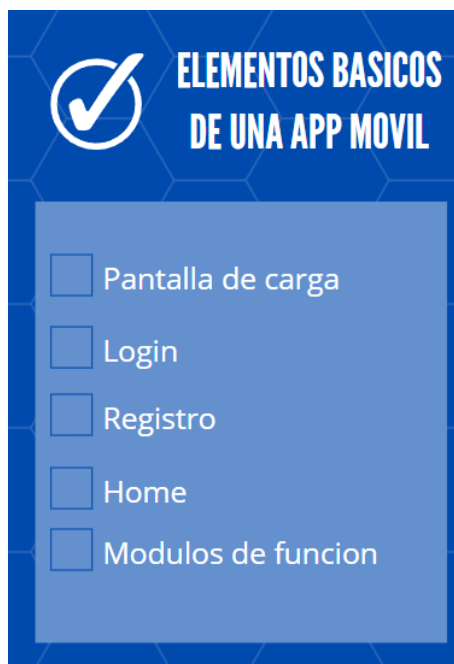 ELEMENTOS BASICOS
DE UNA APP MOVIL
Pantalla de carga
Login
Registro
Home
Modulos de funcion